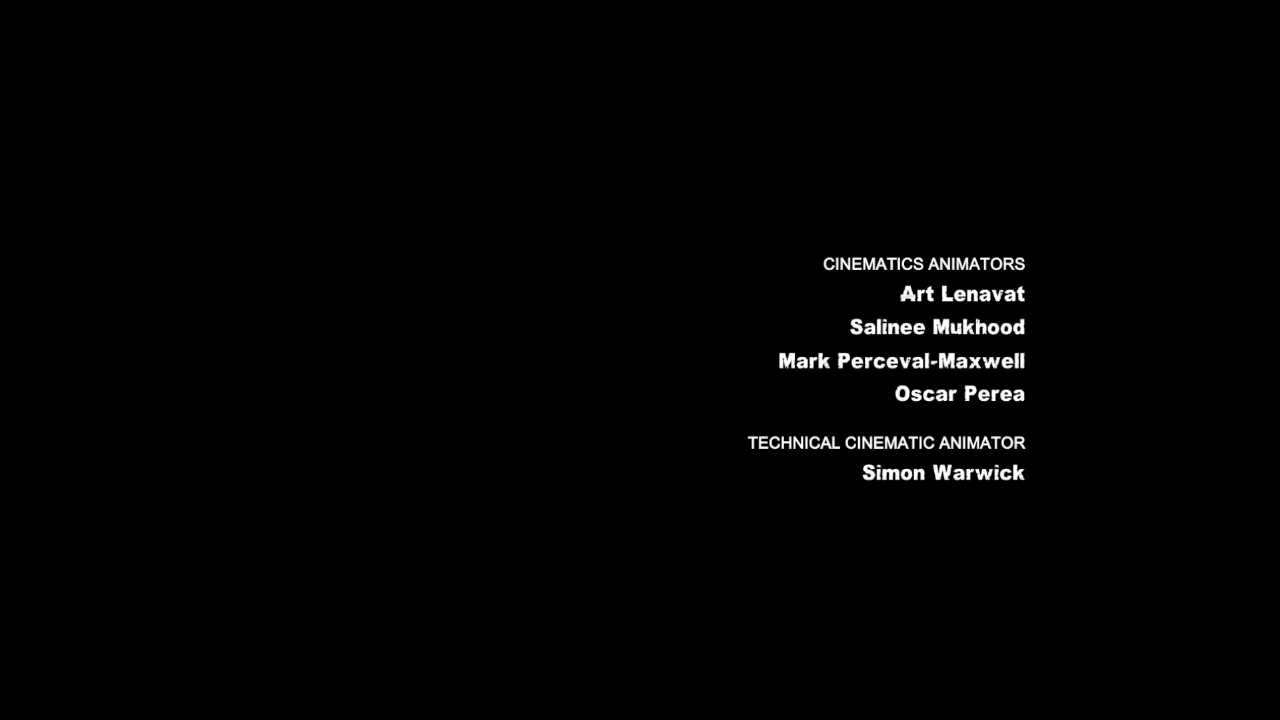 CINEMATICS ANIMATORS
Art Lenavat
Salinee Mukhood
Mark Perceval-Maxwell
Oscar Perea
TECHNICAL CINEMATIC ANIMATOR
Simon Warwick